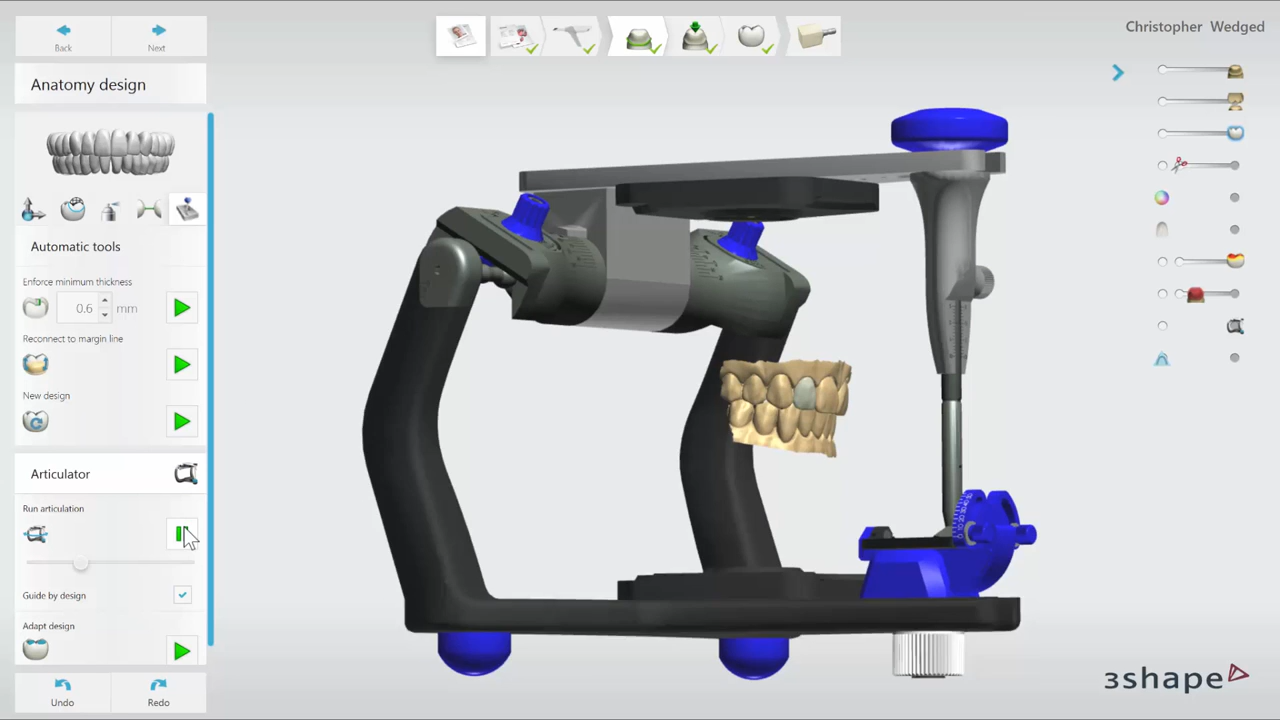 Back
Next
Christopher Wedged
Anatomy design
Automatic tools
Enforce minimum thickness
0.6 mm
Reconnect to margin line
New design
Articulator
Run articulation
Guide by design
Adapt design
Undo
Redo
3shape